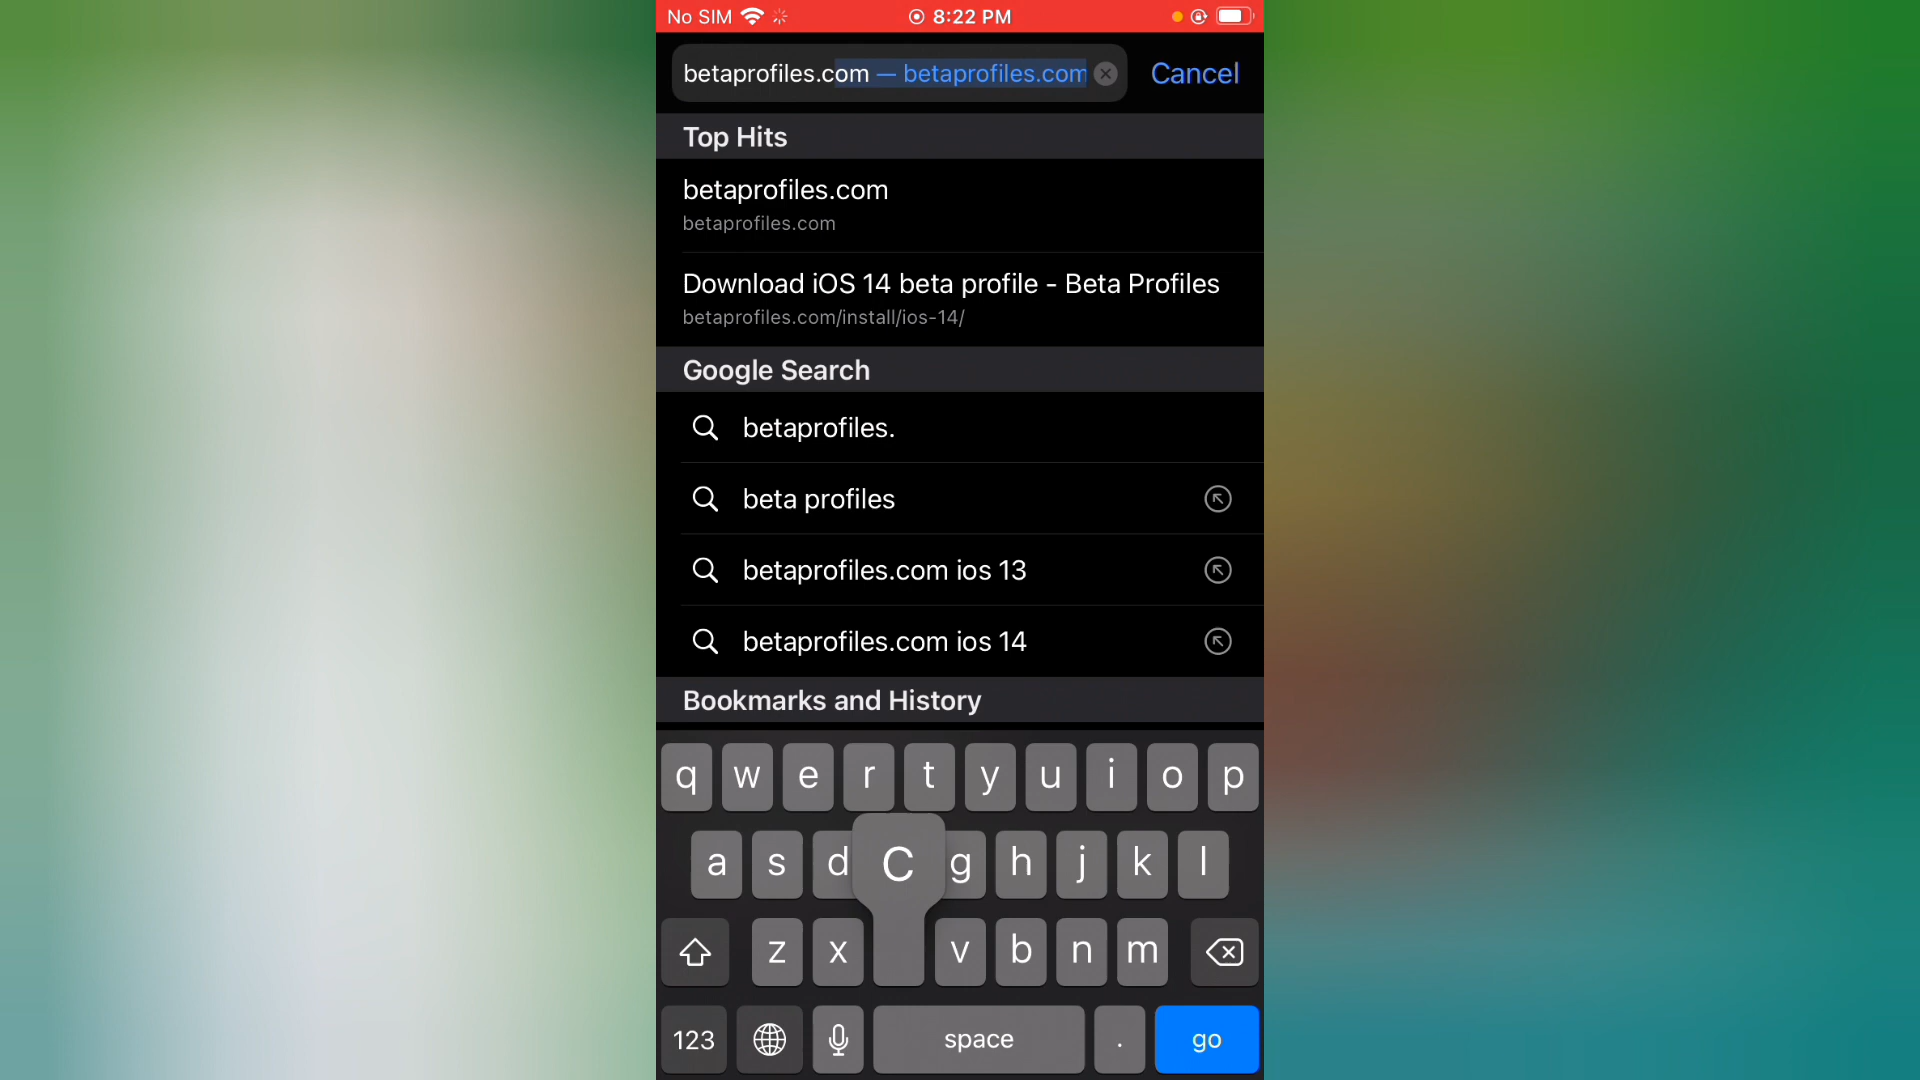 No SIM 8:22 PM
betaprofiles.com — betaprofiles.com Cancel
Top Hits
betaprofiles.com
betaprofiles.com
Download iOS 14 beta profile - Beta Profiles
betaprofiles.com/install/ios-14/
Google Search
betaprofiles.
beta profiles
betaprofiles.com ios 13
betaprofiles.com ios 14
Bookmarks and History
q w e r t y u i o p
a s d C g h j k l
z x v b n m
123 space . go